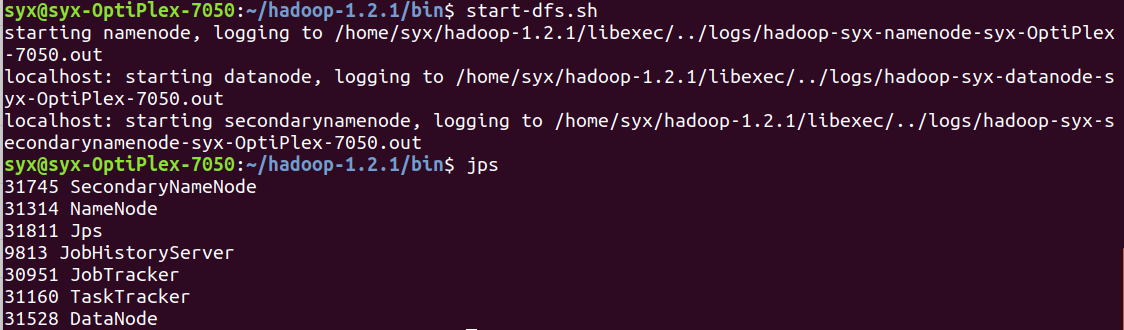 syx@syx-OptiPlex-7050:~/hadoop-1.2.1/bin$ start-dfs.sh
starting namenode, logging to /home/syx/hadoop-1.2.1/libexec/../logs/hadoop-syx-namenode-syx-OptiPlex
-7050.out
localhost: starting datanode, logging to /home/syx/hadoop-1.2.1/libexec/../logs/hadoop-syx-datanode-s
yx-OptiPlex-7050.out
localhost: starting secondarynamenode, logging to /home/syx/hadoop-1.2.1/libexec/../logs/hadoop-syx-s
econdarynamenode-syx-OptiPlex-7050.out
syx@syx-OptiPlex-7050:~/hadoop-1.2.1/bin$ jps
31745 SecondaryNameNode
31314 NameNode
31811 Jps
9813 JobHistoryServer
30951 JobTracker
31160 TaskTracker
31528 DataNode